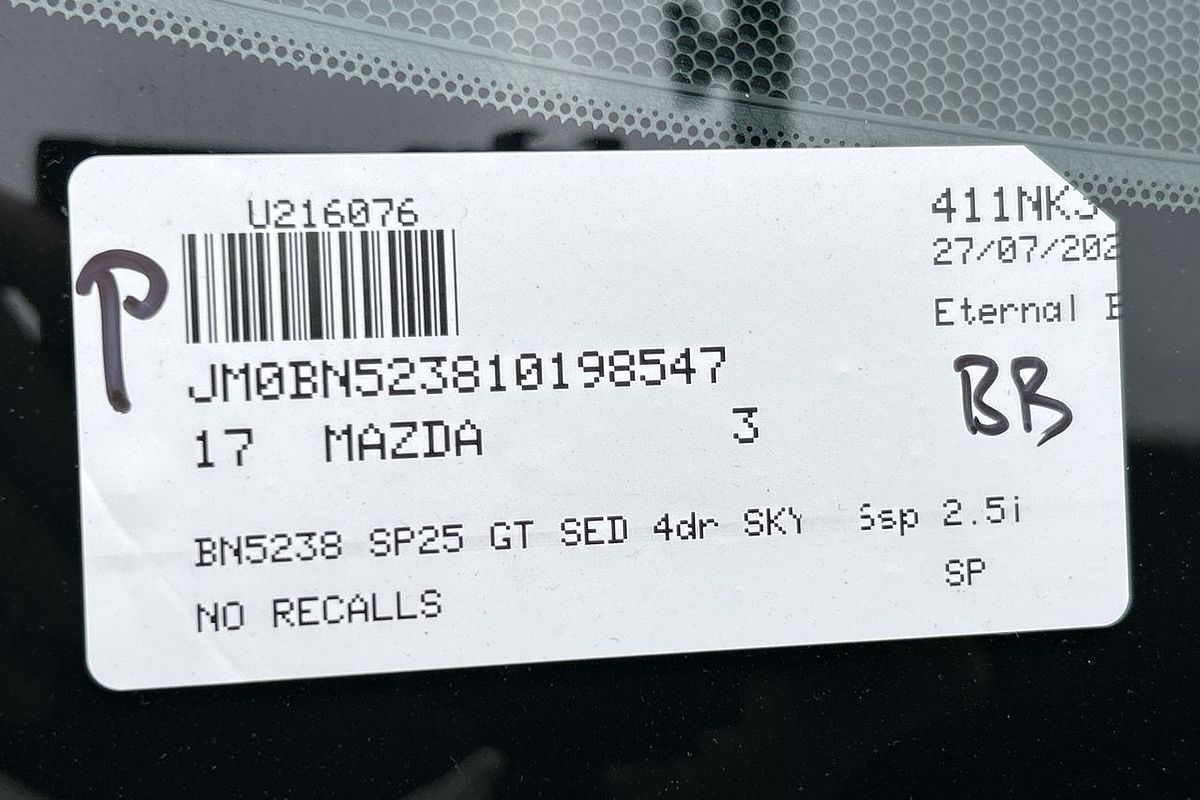 U216076
411NK3
27/07/202
Eternal B
P
BB
JM0BN523810198547
17 MAZDA 3
BN5238 SP25 GT SED 4dr SKY 6sp 2.5i
SP
NO RECALLS